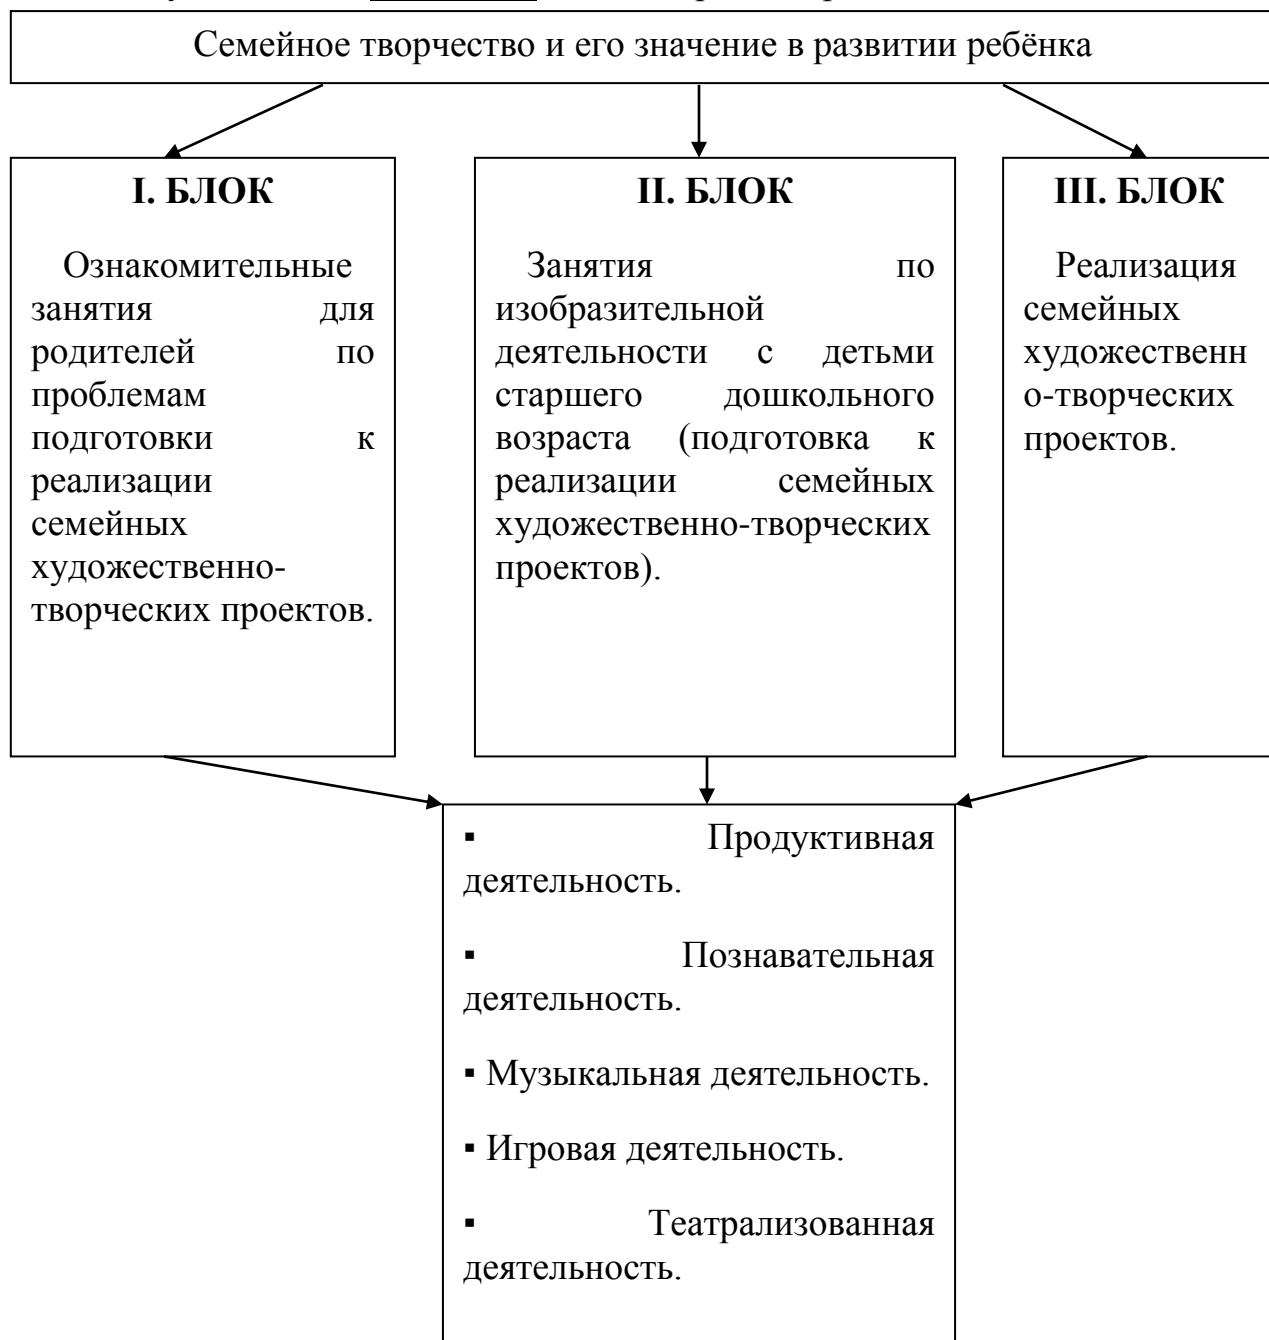 Семейное творчество и его значение в развитии ребёнка
I. БЛОК
Ознакомительные
занятия для
родителей по
проблемам
подготовки к
реализации
семейных
художественно-
творческих проектов.
II. БЛОК
Занятия по
изобразительной
деятельности с детьми
старшего дошкольного
возраста (подготовка к
реализации семейных
художественно-творческих
проектов).
III. БЛОК
Реализация
семейных
художественн
о-творческих
проектов.
▪ Продуктивная
деятельность.
▪ Познавательная
деятельность.
▪ Музыкальная деятельность.
▪ Игровая деятельность.
▪ Театрализованная
деятельность.